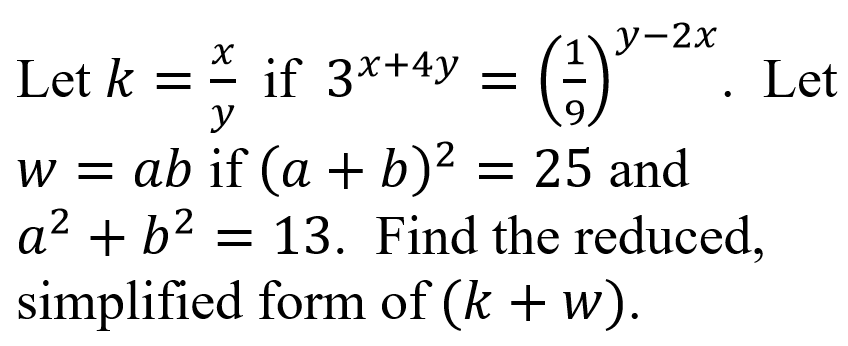 Let k = x/y if 3^(x+4y) = (1/9)^(y−2x). Let
w = ab if (a + b)² = 25 and
a² + b² = 13. Find the reduced,
simplified form of (k + w).